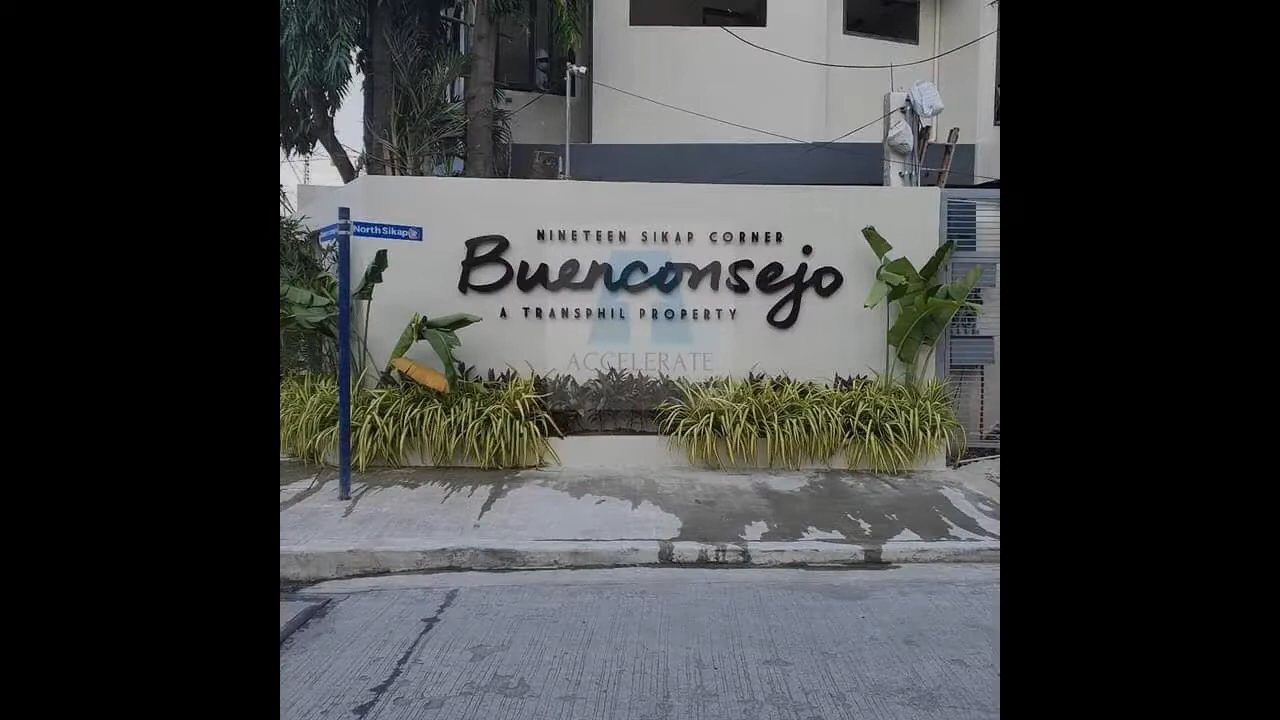 NINETEEN SIKAP CORNER
Buenconsejo
A TRANSPHIL PROPERTY
North Sikap
ACCELERATE